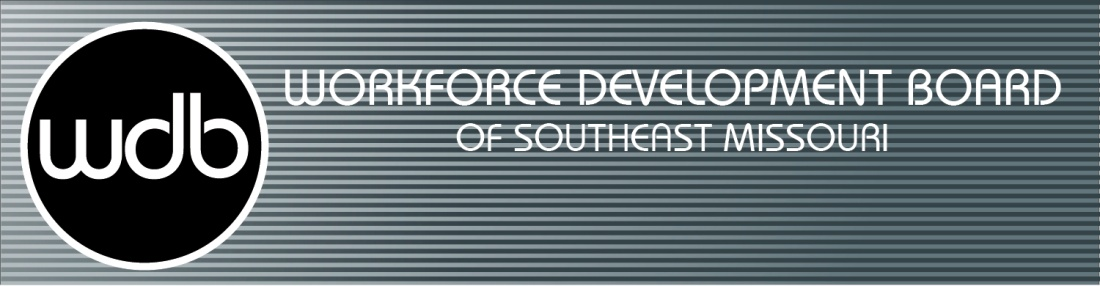 wdb
WORKFORCE DEVELOPMENT BOARD
OF SOUTHEAST MISSOURI